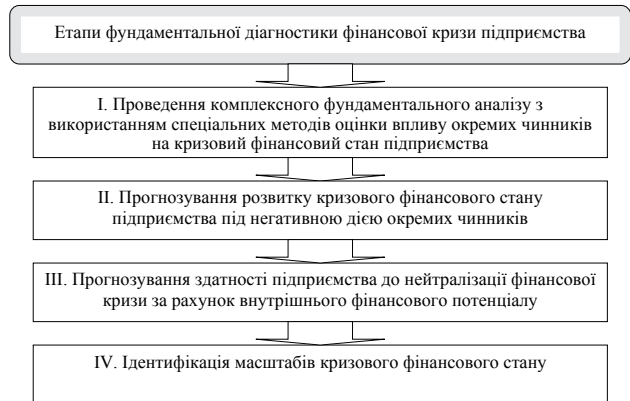 Етапи фундаментальної діагностики фінансової кризи підприємства
І. Проведення комплексного фундаментального аналізу з
використанням спеціальних методів оцінки впливу окремих чинників
на кризовий фінансовий стан підприємства
ІІ. Прогнозування розвитку кризового фінансового стану
підприємства під негативною дією окремих чинників
ІІІ. Прогнозування здатності підприємства до нейтралізації фінансової
кризи за рахунок внутрішнього фінансового потенціалу
IV. Ідентифікація масштабів кризового фінансового стану